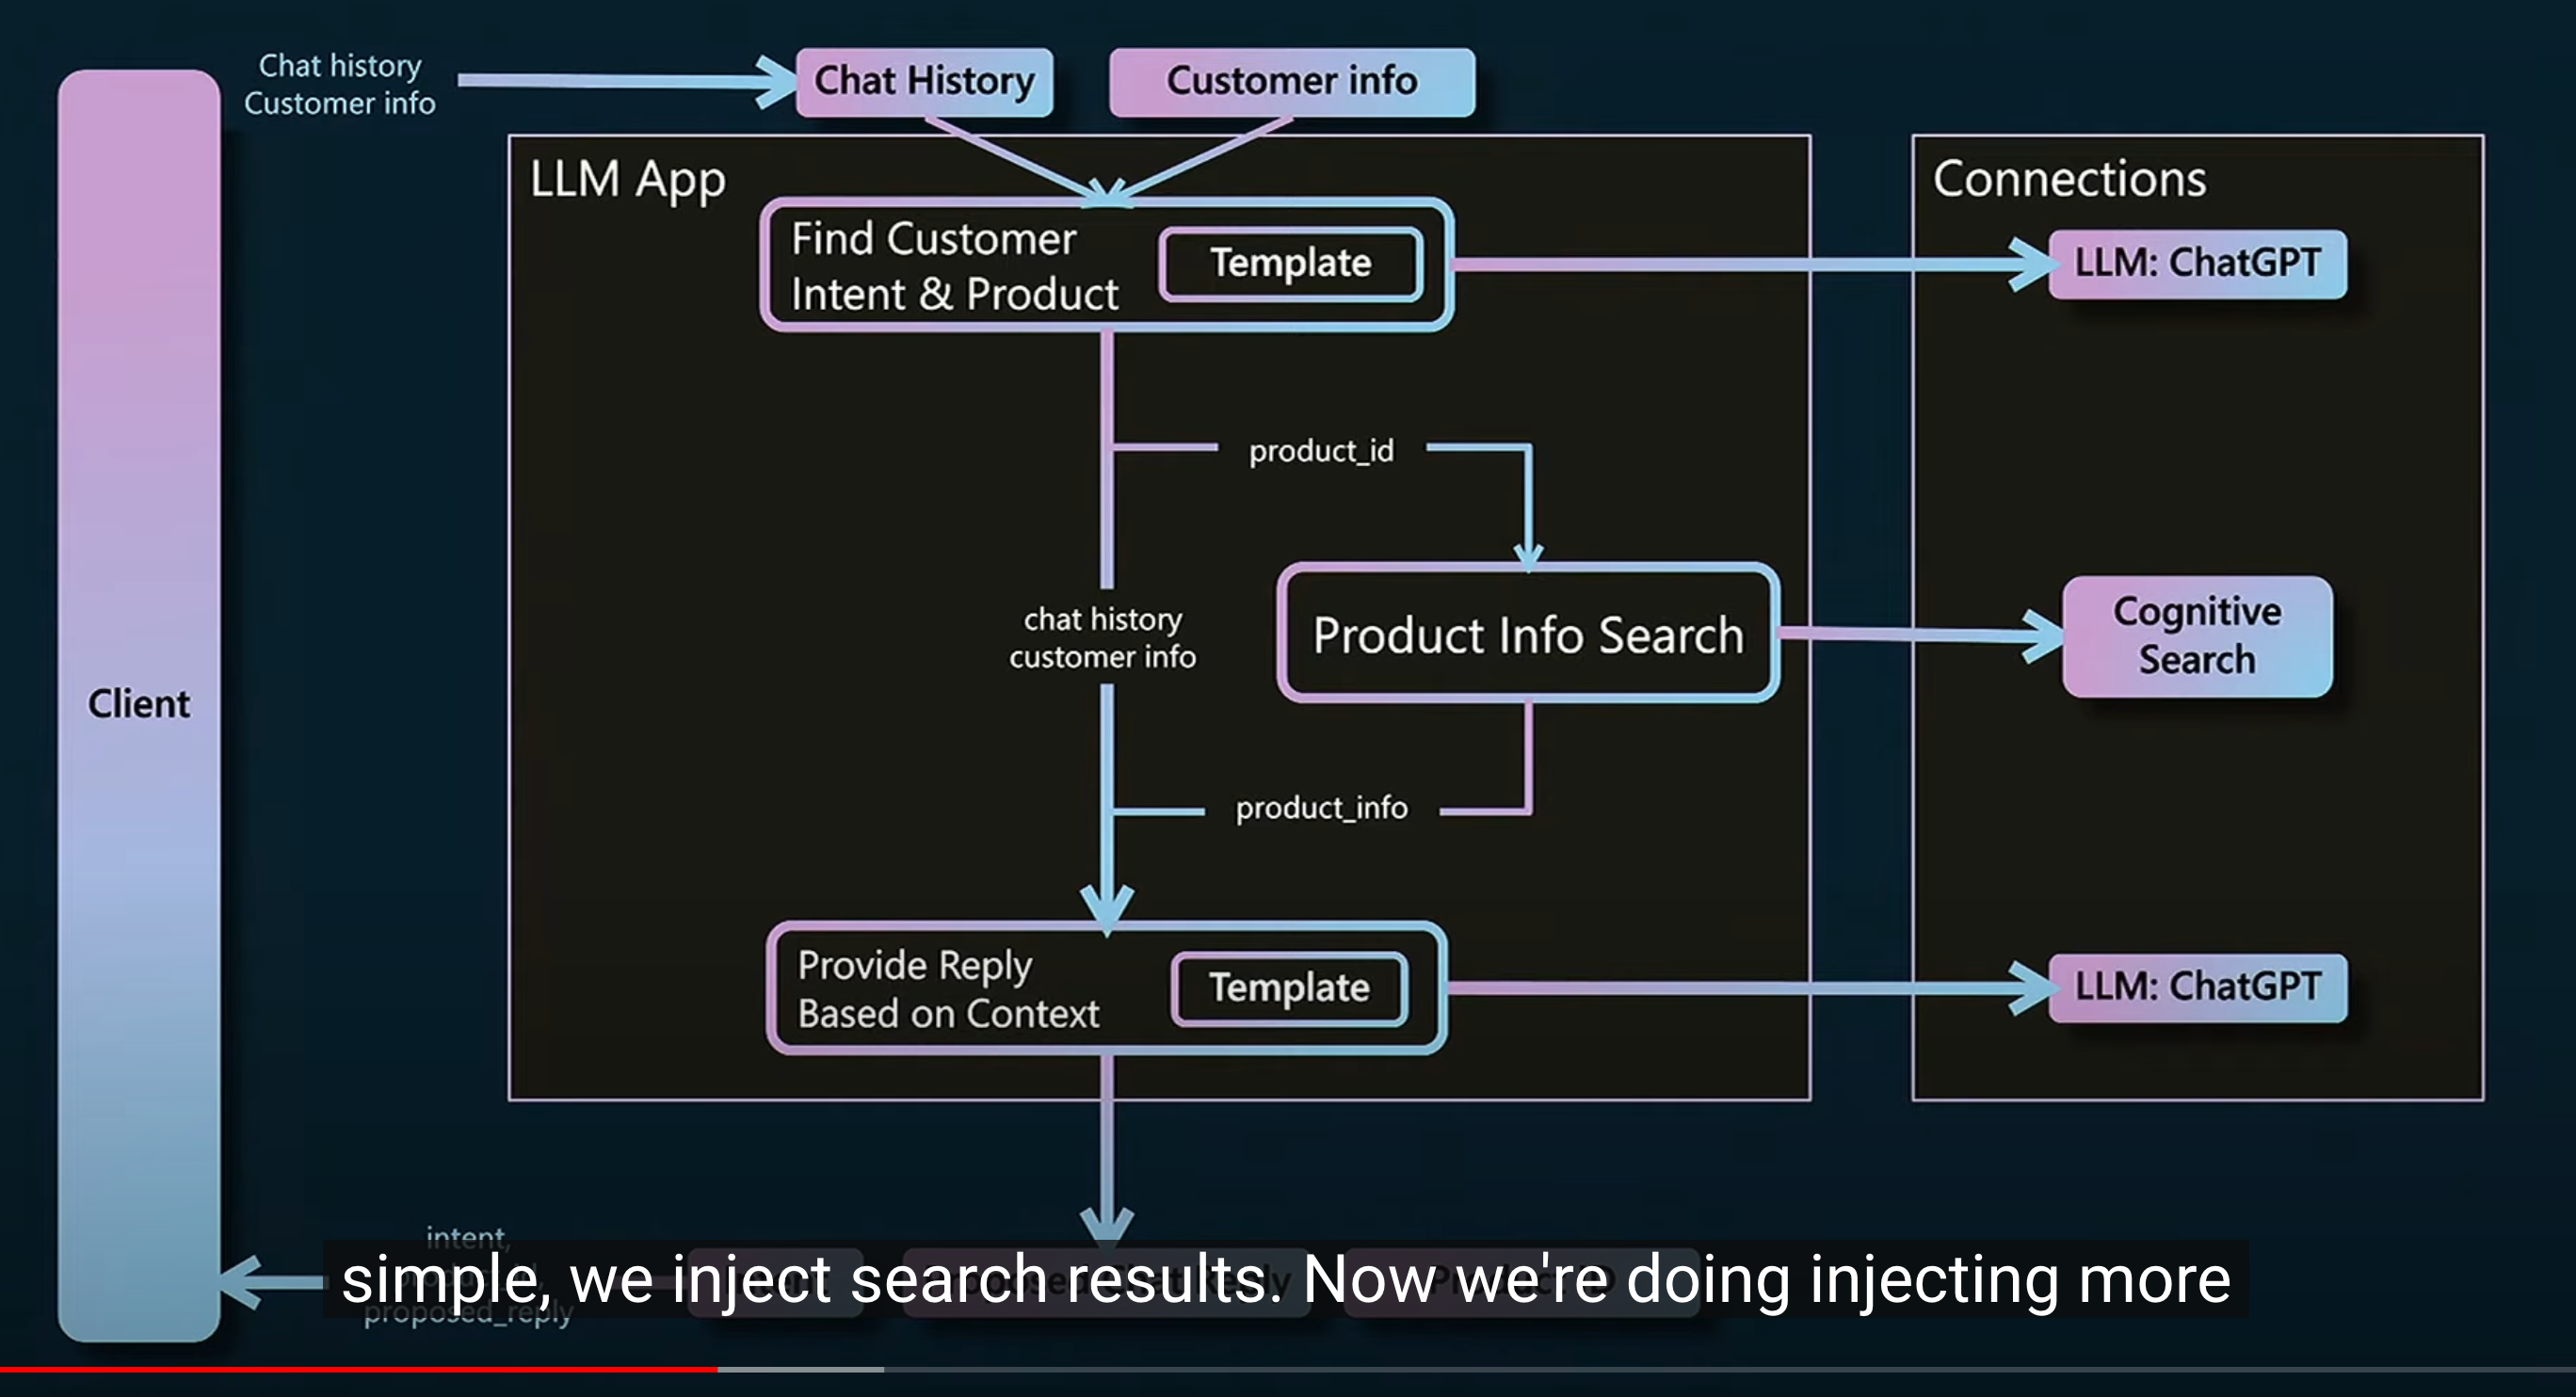 Chat history
Customer info
Chat History
Customer info
LLM App
Connections
Find Customer
Intent & Product
Template
LLM: ChatGPT
product_id
chat history
customer info
Product Info Search
Cognitive
Search
Client
product_info
Provide Reply
Based on Context
Template
LLM: ChatGPT
intent,
proposed_reply
simple, we inject search results. Now we're doing injecting more